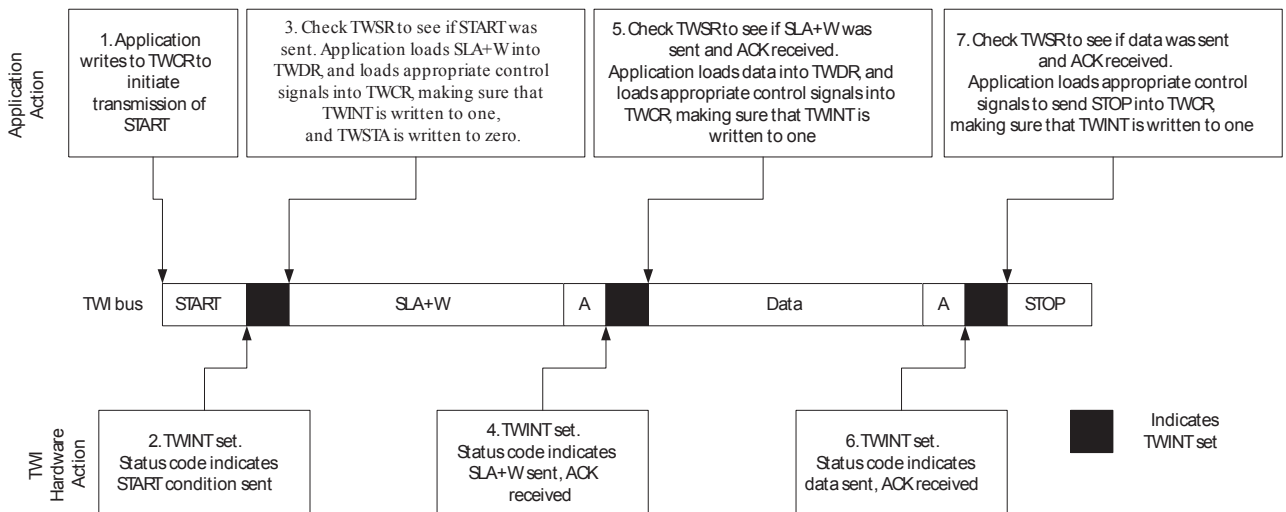 Application
Action
1. Application
writes to TWCR to
initiate
transmission of
START
3. Check TWSR to see if START was
sent. Application loads SLA+W into
TWDR, and loads appropriate control
signals into TWCR, making sure that
TWINT is written to one,
and TWSTA is written to zero.
5. Check TWSR to see if SLA+W was
sent and ACK received.
Application loads data into TWDR, and
loads appropriate control signals into
TWCR, making sure that TWINT is
written to one
7. Check TWSR to see if data was sent
and ACK received.
Application loads appropriate control
signals to send STOP into TWCR,
making sure that TWINT is written to one
TWI bus
START
SLA+W
A
Data
A
STOP
TWI
Hardware
Action
2. TWINT set.
Status code indicates
START condition sent
4. TWINT set.
Status code indicates
SLA+W sent, ACK
received
6. TWINT set.
Status code indicates
data sent, ACK received
Indicates
TWINT set